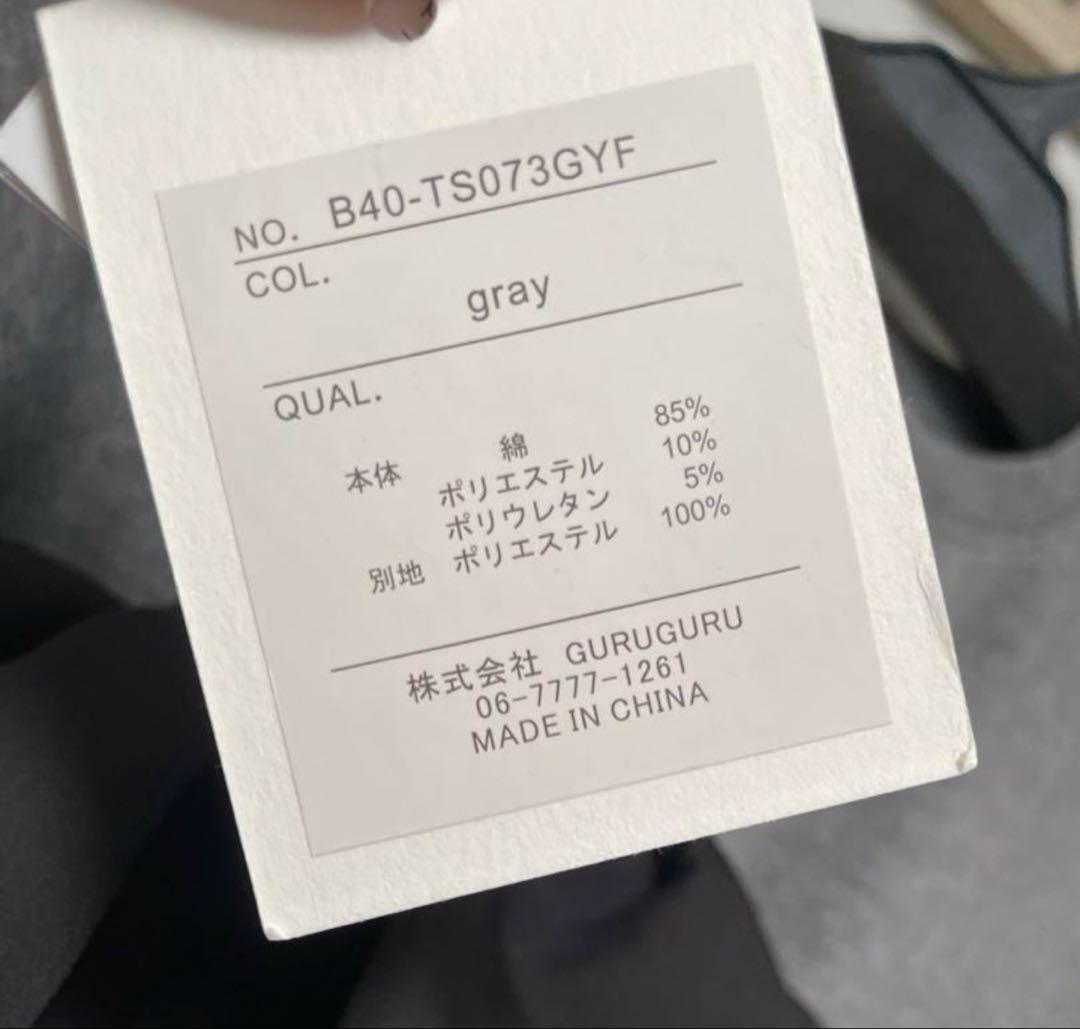 NO. B40-TS073GYF
COL.
gray
QUAL.
本体 綿 85%
ポリエステル 10%
ポリウレタン 5%
別地 ポリエステル 100%
株式会社 GURUGURU
06-7777-1261
MADE IN CHINA